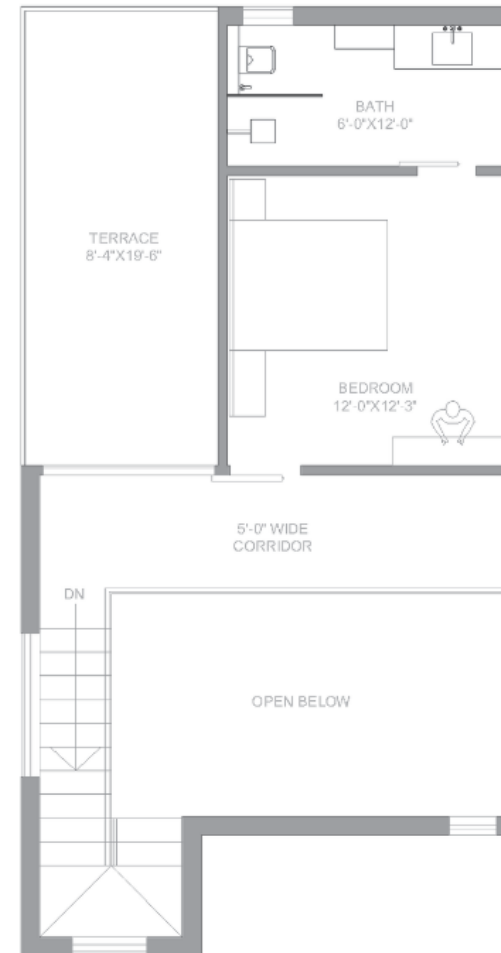 BATH
6'-0"X12'-0"
TERRACE
8'-4"X19'-6"
BEDROOM
12'-0"X12'-3"
5'-0" WIDE
CORRIDOR
DN
OPEN BELOW